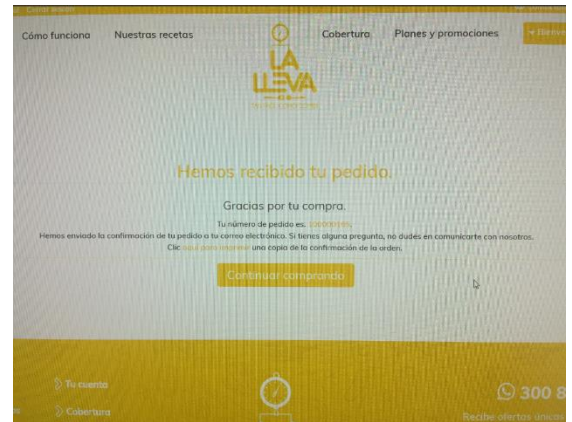 Cómo funciona
Nuestras recetas
Cobertura
Planes y promociones
LA
LLEVA
Hemos recibido tu pedido.
Gracias por tu compra.
Tu número de pedido es:
Hemos enviado la confirmación de tu pedido a tu correo electrónico. Si tienes alguna pregunta, no dudes en comunicarte con nosotros.
Clic aquí para imprimir una copia de la confirmación de la orden.
Continuar comprando
Tu cuenta
Cobertura
300 8
Recibe ofertas únicas